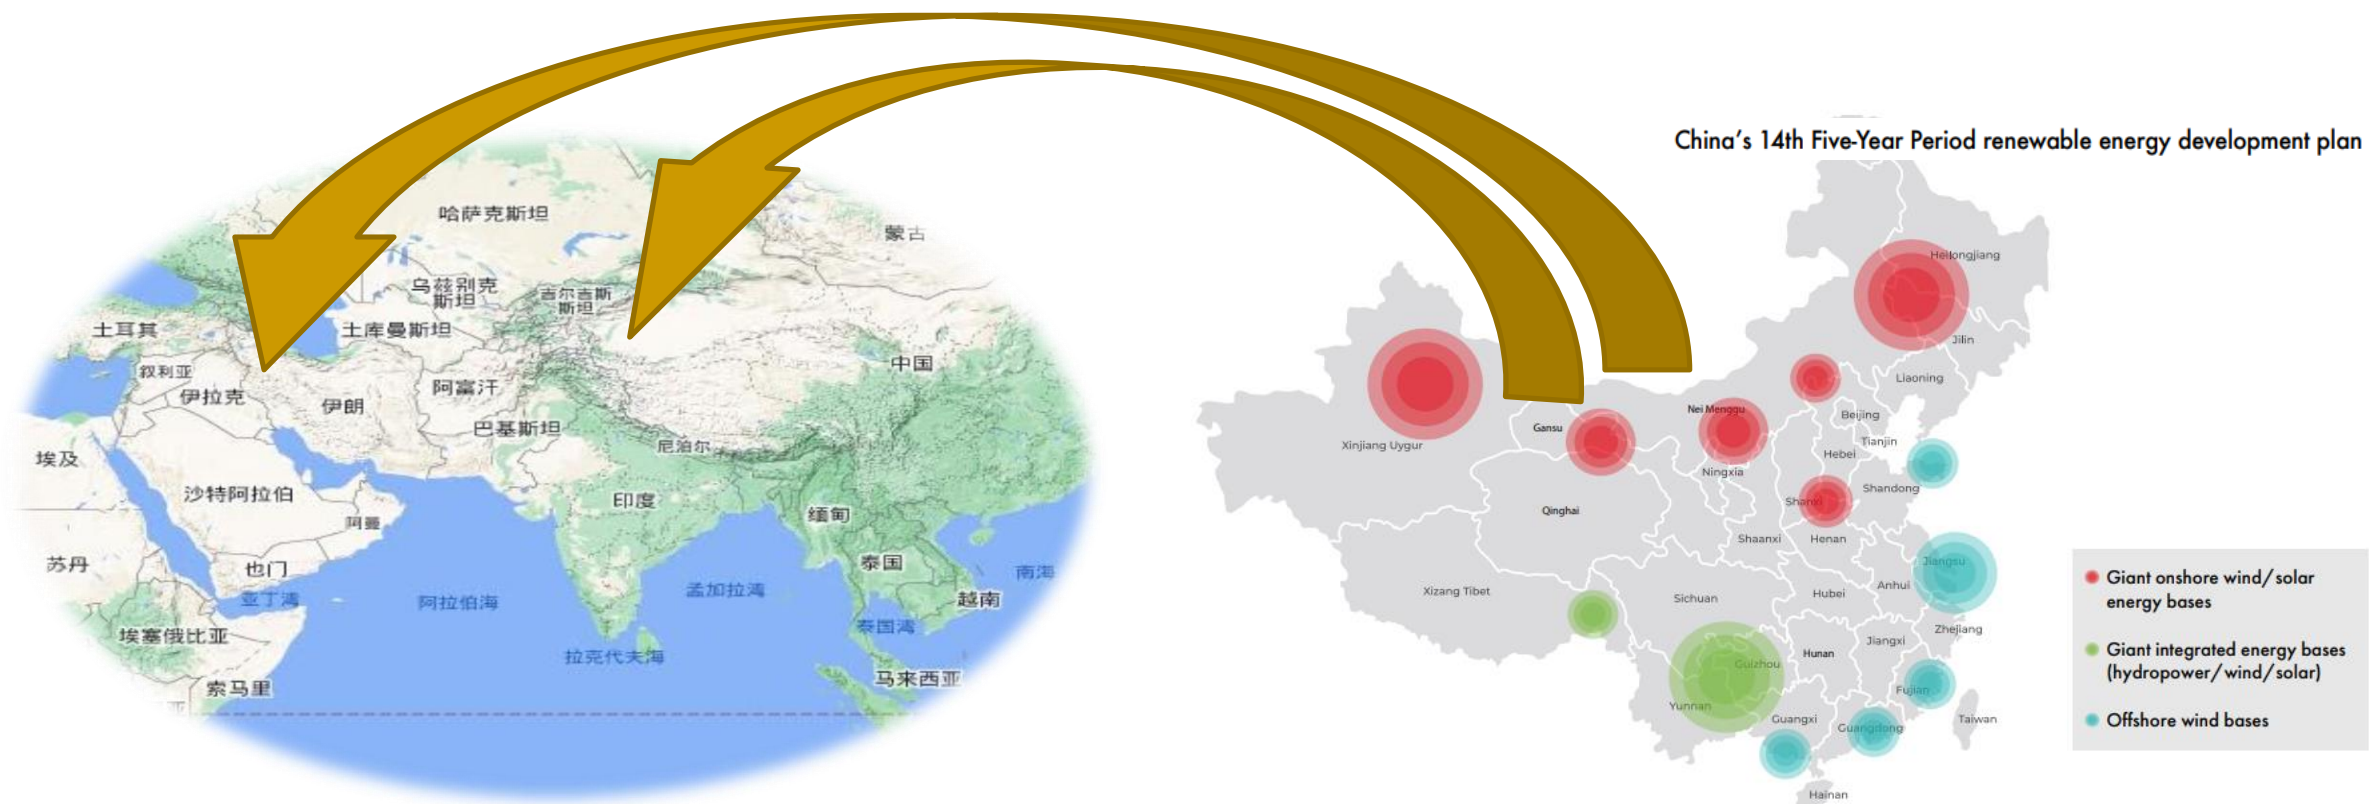 China's 14th Five-Year Period renewable energy development plan
哈萨克斯坦
蒙古
乌兹别克
斯坦
吉尔吉斯
斯坦
土耳其
土库曼斯坦
叙利亚
伊拉克
伊朗
阿富汗
中国
巴基斯坦
尼泊尔
埃及
沙特阿拉伯
阿曼
印度
缅甸
苏丹
也门
泰国
南海
亚丁湾
阿拉伯海
孟加拉湾
越南
埃塞俄比亚
泰国湾
拉克代夫海
马来西亚
索马里
亚
Heilongjiang
Jilin
Liaoning
Nei Menggu
Beijing
Gansu
Tianjin
Xinjiang Uygur
Hebei
Ningxia
Shandong
Shanxi
Qinghai
Shaanxi
Henan
Jiangsu
Xizang Tibet
Sichuan
Hubei
Anhui
Zhejiang
Jiangxi
Hunan
Guizhou
Fujian
Yunnan
Guangxi
Guangdong
Taiwan
Hainan
Giant onshore wind/solar
energy bases
Giant integrated energy bases
(hydropower/wind/solar)
Offshore wind bases